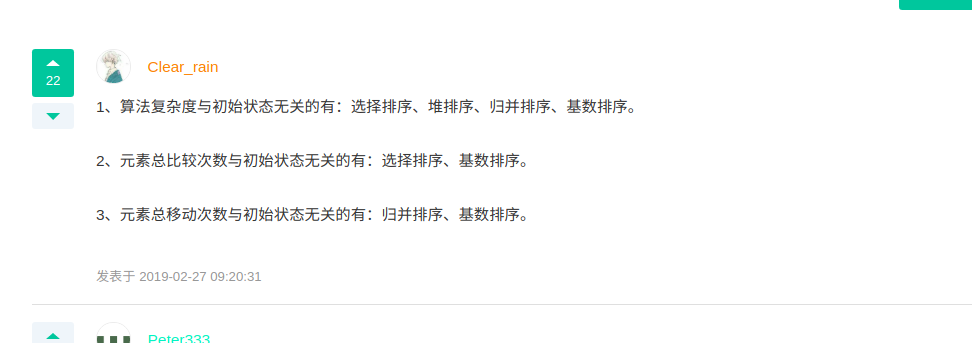 22
Clear_rain
1、算法复杂度与初始状态无关的有：选择排序、堆排序、归并排序、基数排序。
2、元素总比较次数与初始状态无关的有：选择排序、基数排序。
3、元素总移动次数与初始状态无关的有：归并排序、基数排序。
发表于 2019-02-27 09:20:31
Peter333